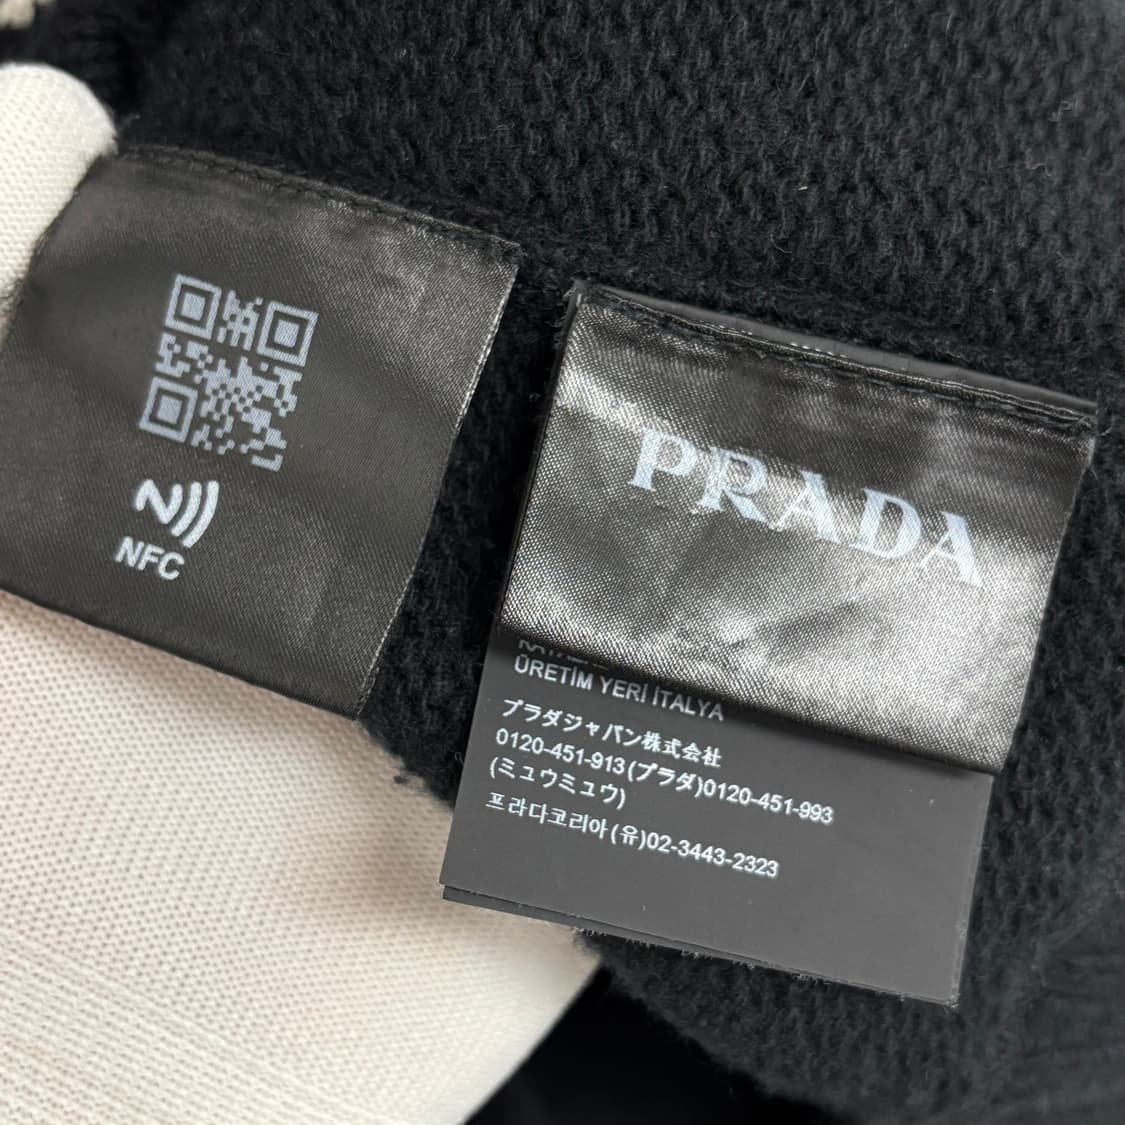 NFC
PRADA
ÜRETİM YERİ İTALYA
プラダジャパン株式会社
0120-451-913(プラダ)0120-451-993
(ミュウミュウ)
프라다코리아(유)02-3443-2323